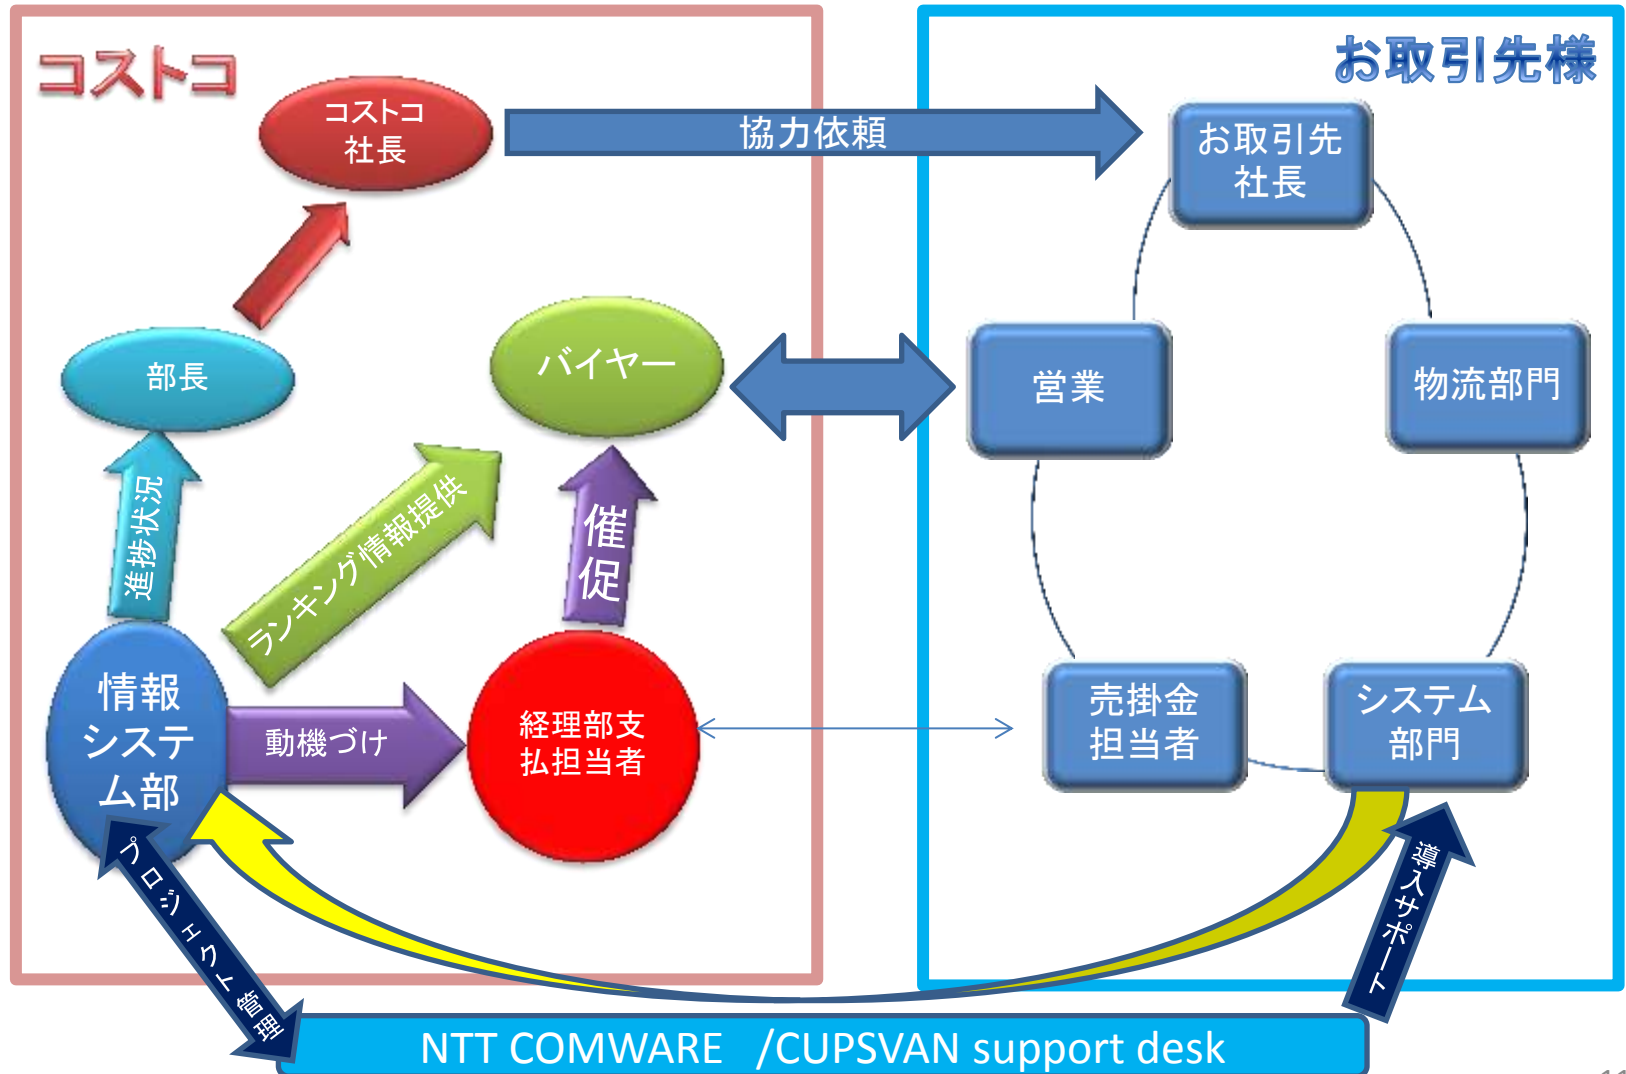 コストコ
お取引先様
コストコ
社長
協力依頼
お取引先
社長
部長
バイヤー
営業
物流部門
進捗状況
ランキング情報提供
催
促
情報
システ
ム部
動機づけ
経理部支
払担当者
売掛金
担当者
システム
部門
プロジェクト管理
導入サポート
NTT COMWARE /CUPSVAN support desk